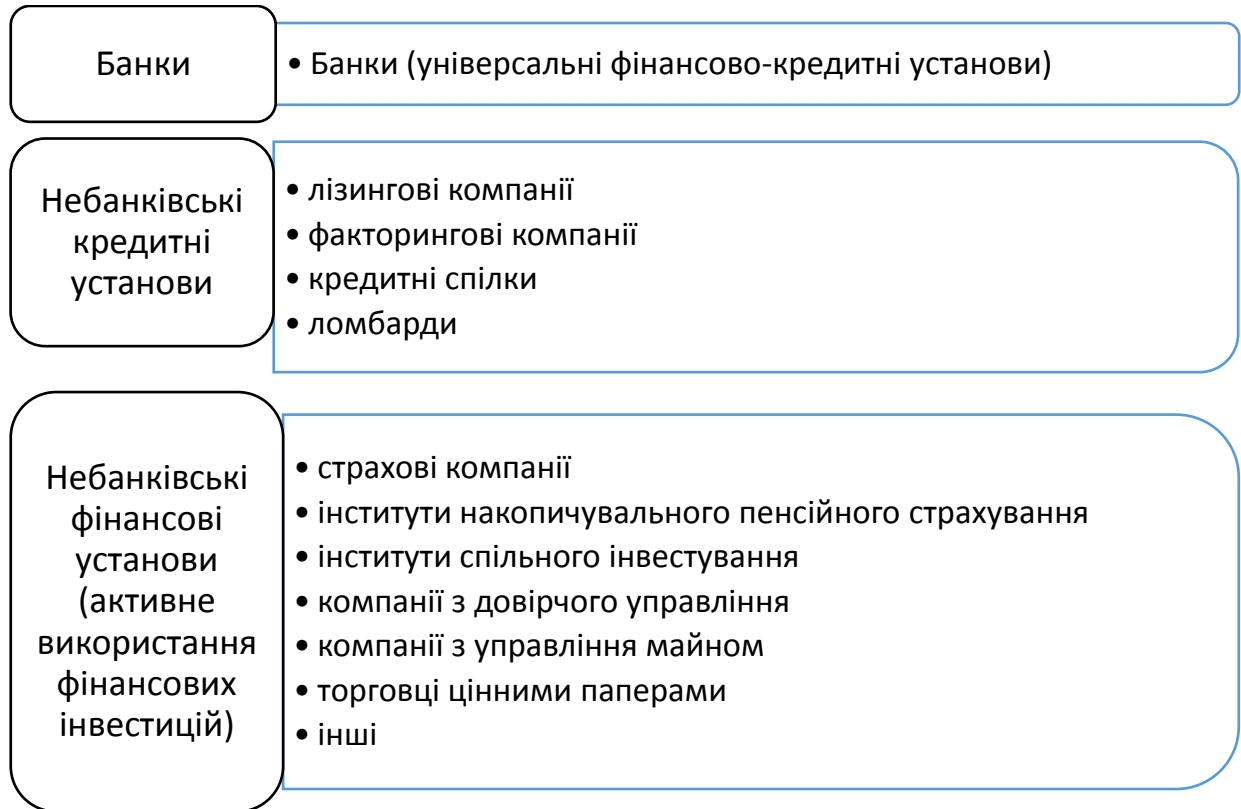 Банки
• Банки (універсальні фінансово-кредитні установи)
Небанківські
кредитні
установи
• лізингові компанії
• факторингові компанії
• кредитні спілки
• ломбарди
Небанківські
фінансові
установи
(активне
використання
фінансових
інвестицій)
• страхові компанії
• інститути накопичувального пенсійного страхування
• інститути спільного інвестування
• компанії з довірчого управління
• компанії з управління майном
• торговці цінними паперами
• інші